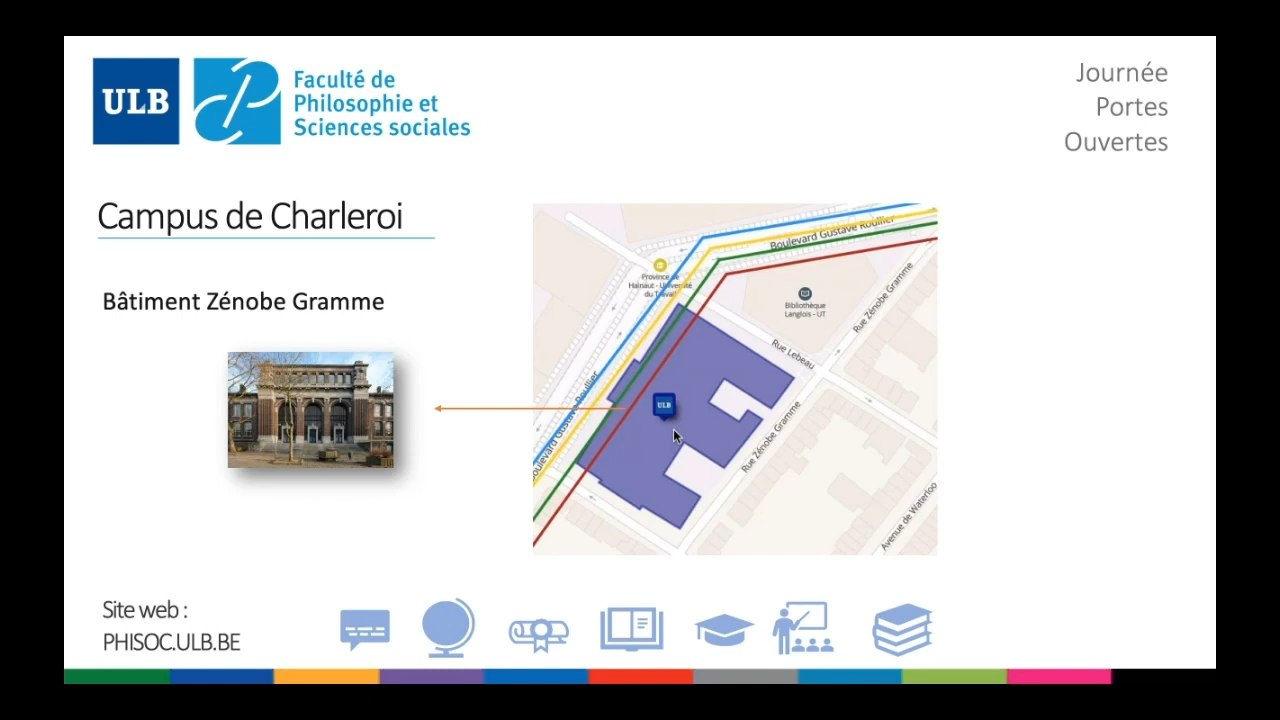 ULB
Faculté de
Philosophie et
Sciences sociales
Journée
Portes
Ouvertes
Campus de Charleroi
Bâtiment Zénobe Gramme
Boulevard Gustave Roullier
Province de
Hainaut - Université
du Travail
Bibliothèque
Langlois - UT
Rue Zénobe Gramme
Rue Lebeau
Boulevard Gustave Roullier
ULB
Rue Zénobe Gramme
Avenue de Waterloo
Site web :
PHISOC.ULB.BE